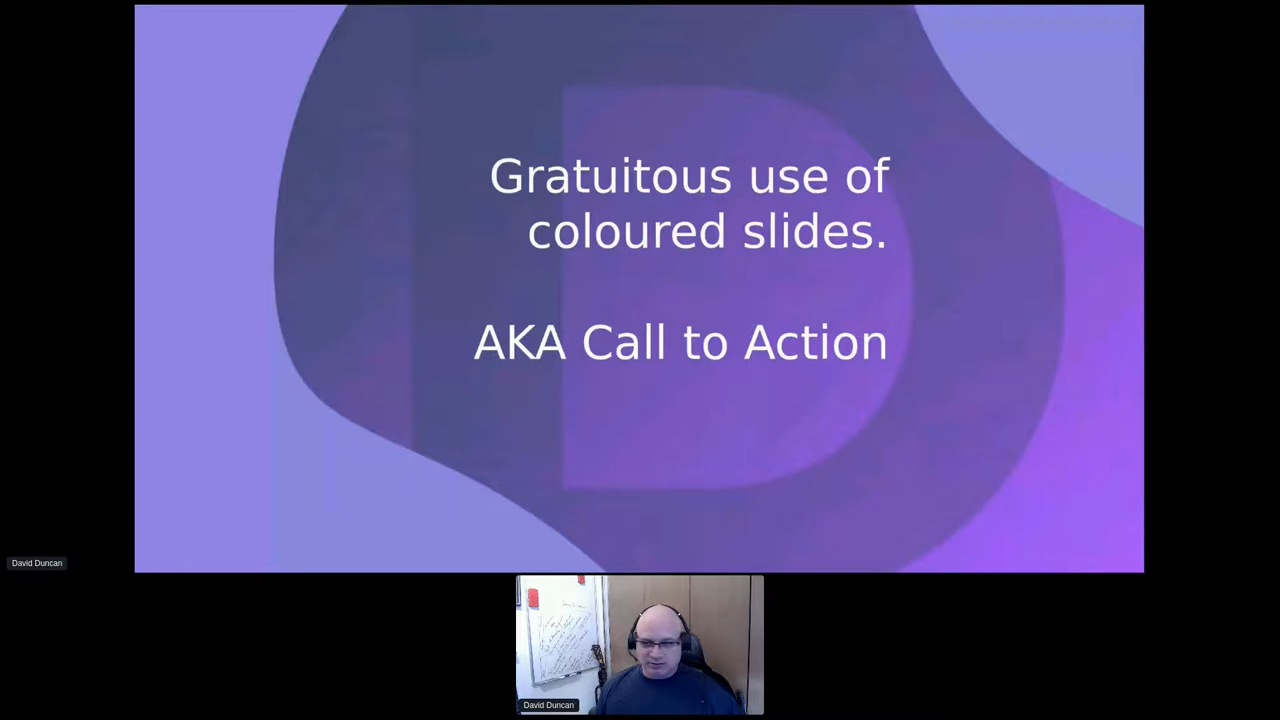 Gratuitous use of
coloured slides.
AKA Call to Action
David Duncan
David Duncan